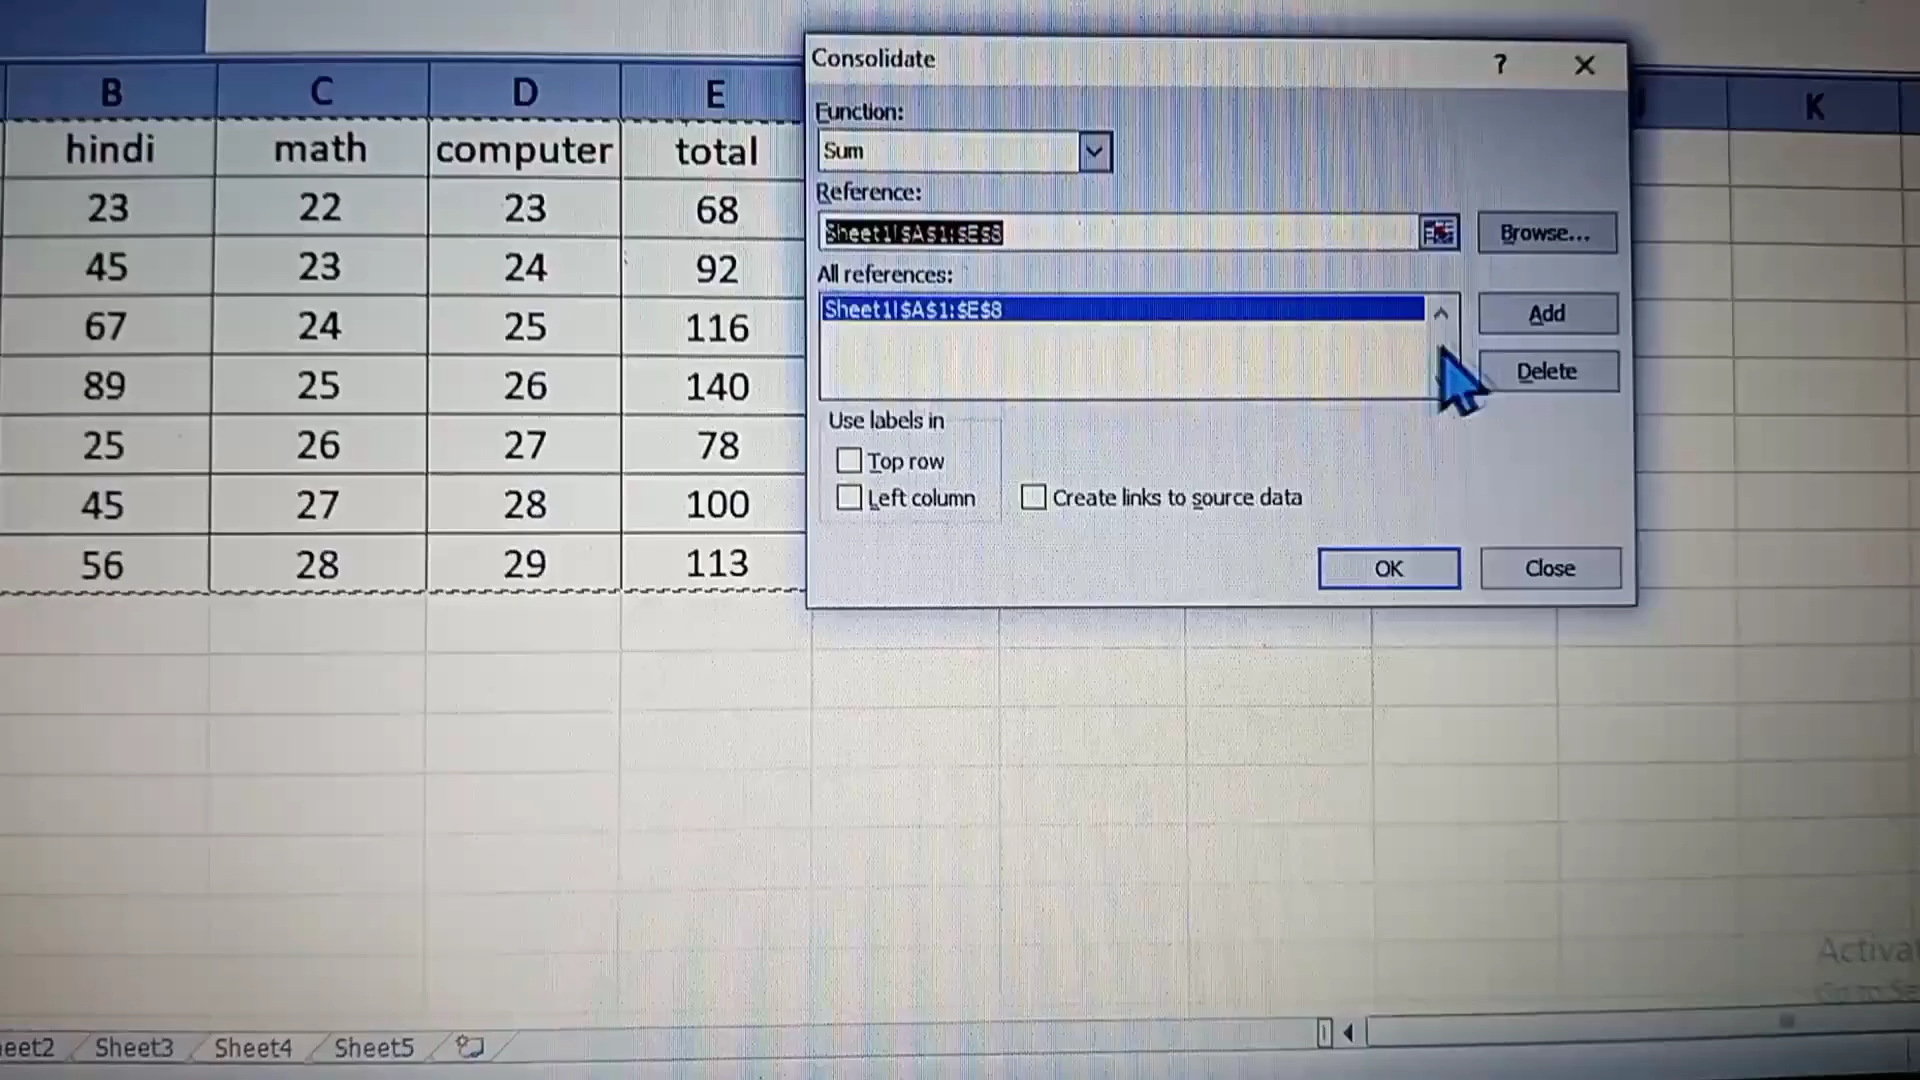 B C D E K
hindi math computer total
23 22 23 68
45 23 24 92
67 24 25 116
89 25 26 140
25 26 27 78
45 27 28 100
56 28 29 113
Consolidate ? X
Function:
Sum
Reference:
Sheet1!$A$1:$E$8
Browse...
All references:
Sheet1!$A$1:$E$8
Add
Delete
Use labels in
Top row
Left column
Create links to source data
OK Close
Sheet3 Sheet4 Sheet5